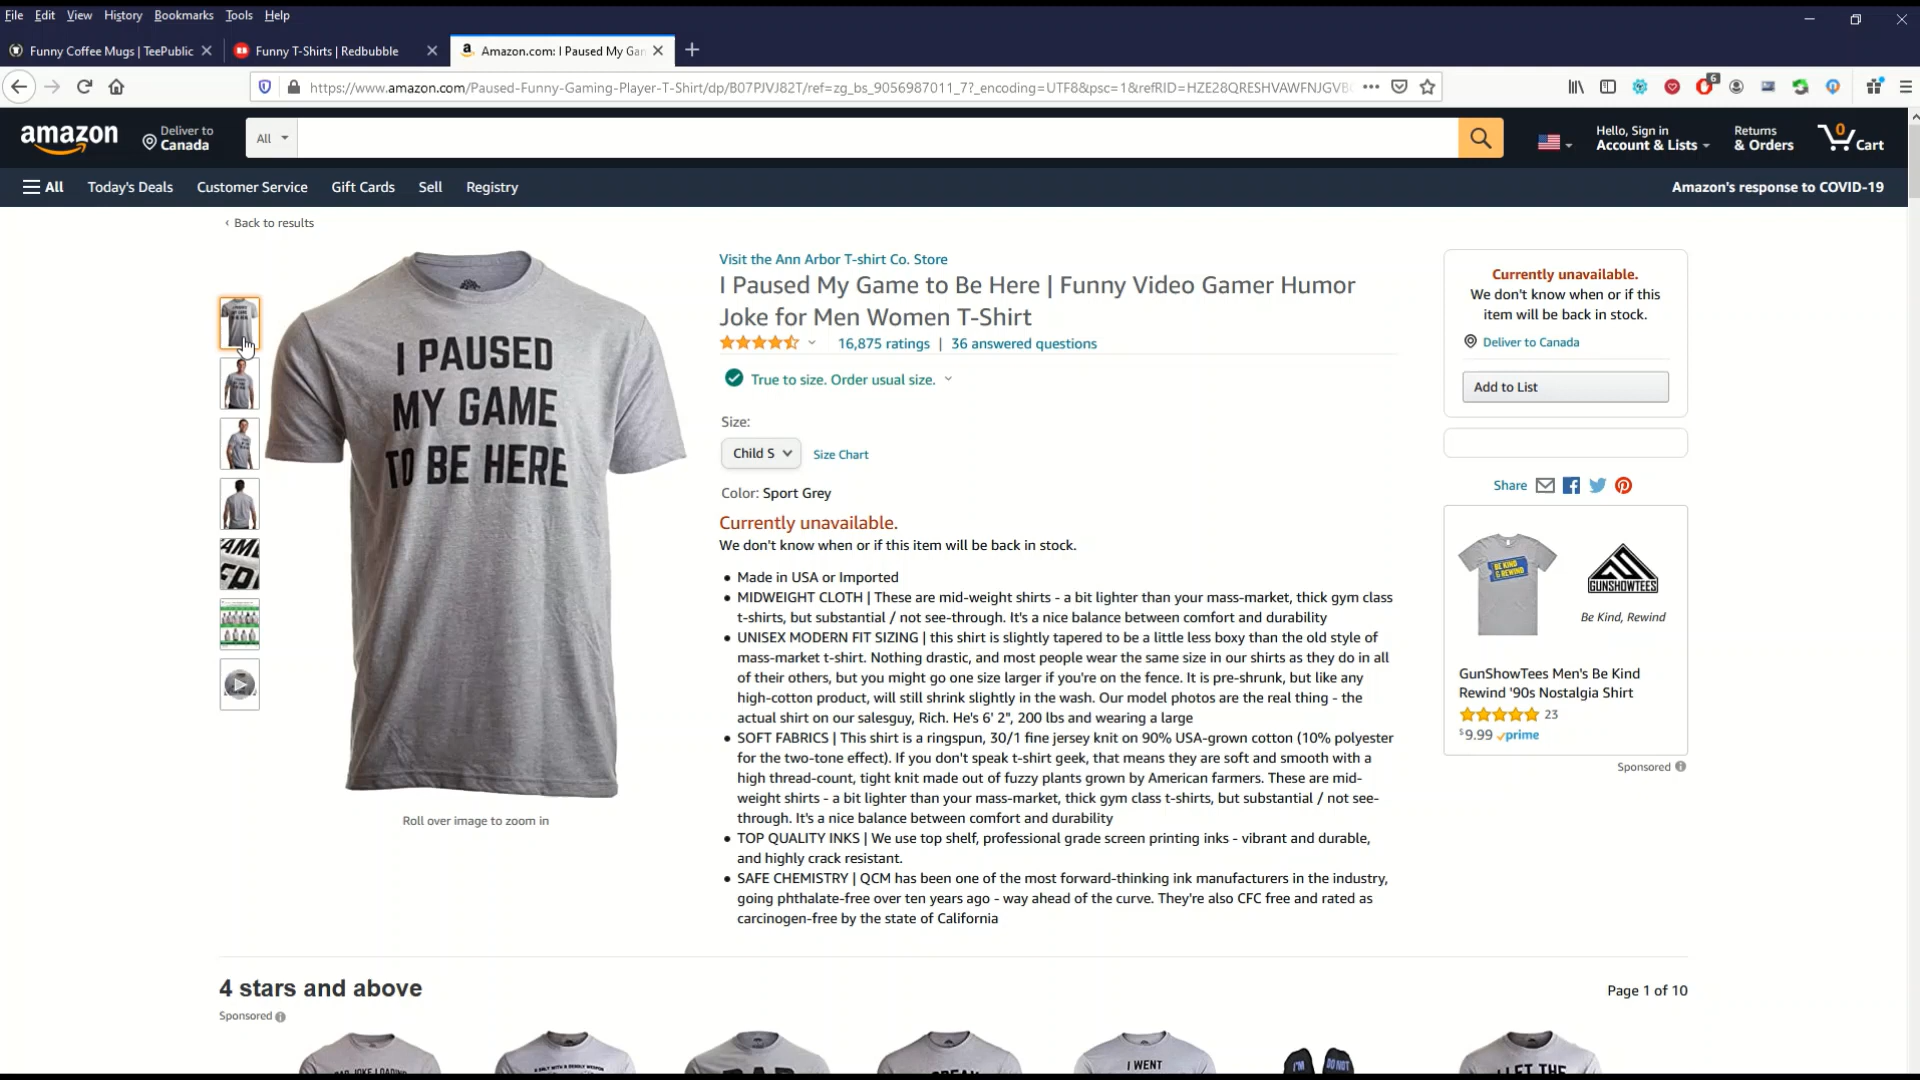 File Edit View History Bookmarks Tools Help
Funny Coffee Mugs | TeePublic
Funny T-Shirts | Redbubble
Amazon.com: I Paused My Gam
https://www.amazon.com/Paused-Funny-Gaming-Player-T-Shirt/dp/B07PJVJ82T/ref=zg_bs_9056987011_7?_encoding=UTF8&psc=1&refRID=HZE28QRESHVAWFNJGVB
6
amazon
Deliver to
Canada
All
Hello, Sign in
Account & Lists
Returns
& Orders
0
Cart
All Today's Deals Customer Service Gift Cards Sell Registry
Amazon's response to COVID-19
‹ Back to results
I PAUSED
MY GAME
TO BE HERE
Roll over image to zoom in
Visit the Ann Arbor T-shirt Co. Store
I Paused My Game to Be Here | Funny Video Gamer Humor
Joke for Men Women T-Shirt
16,875 ratings | 36 answered questions
True to size. Order usual size.
Size:
Child S
Size Chart
Color: Sport Grey
Currently unavailable.
We don't know when or if this item will be back in stock.
• Made in USA or Imported
• MIDWEIGHT CLOTH | These are mid-weight shirts - a bit lighter than your mass-market, thick gym class
t-shirts, but substantial / not see-through. It's a nice balance between comfort and durability
• UNISEX MODERN FIT SIZING | this shirt is slightly tapered to be a little less boxy than the old style of
mass-market t-shirt. Nothing drastic, and most people wear the same size in our shirts as they do in all
of their others, but you might go one size larger if you're on the fence. It is pre-shrunk, but like any
high-cotton product, will still shrink slightly in the wash. Our model photos are the real thing - the
actual shirt on our salesguy, Rich. He's 6' 2", 200 lbs and wearing a large
• SOFT FABRICS | This shirt is a ringspun, 30/1 fine jersey knit on 90% USA-grown cotton (10% polyester
for the two-tone effect). If you don't speak t-shirt geek, that means they are soft and smooth with a
high thread-count, tight knit made out of fuzzy plants grown by American farmers. These are mid-
weight shirts - a bit lighter than your mass-market, thick gym class t-shirts, but substantial / not see-
through. It's a nice balance between comfort and durability
• TOP QUALITY INKS | We use top shelf, professional grade screen printing inks - vibrant and durable,
and highly crack resistant.
• SAFE CHEMISTRY | QCM has been one of the most forward-thinking ink manufacturers in the industry,
going phthalate-free over ten years ago - way ahead of the curve. They're also CFC free and rated as
carcinogen-free by the state of California
Currently unavailable.
We don't know when or if this
item will be back in stock.
Deliver to Canada
Add to List
Share
BE KIND
& REWIND
GUNSHOWTEES
Be Kind, Rewind
GunShowTees Men's Be Kind
Rewind '90s Nostalgia Shirt
23
$9.99 prime
Sponsored
4 stars and above
Page 1 of 10
Sponsored
DAD JOKE LOADING
I WENT
I'M
DO NOT
I LET THE